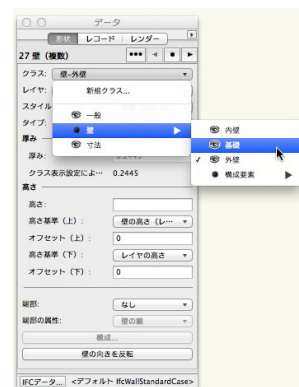 データ
形状 レコード レンダー
27 壁 (複数)
クラス: 壁-外壁
レイヤ: 新規クラス...
スタイル
タイプ: 一般
厚み 壁 内壁
厚み: 0.2445 寸法 基礎
クラス表示設定によ… 0.2445 ✓ 外壁
高さ 構成要素
高さ:
高さ基準 (上) : 壁の高さ (レ…
オフセット (上) : 0
高さ基準 (下) : レイヤの高さ
オフセット (下) : 0
端部: なし
端部の属性: 壁の線
構成...
壁の向きを反転
IFCデータ... <デフォルト IfcWallStandardCase>